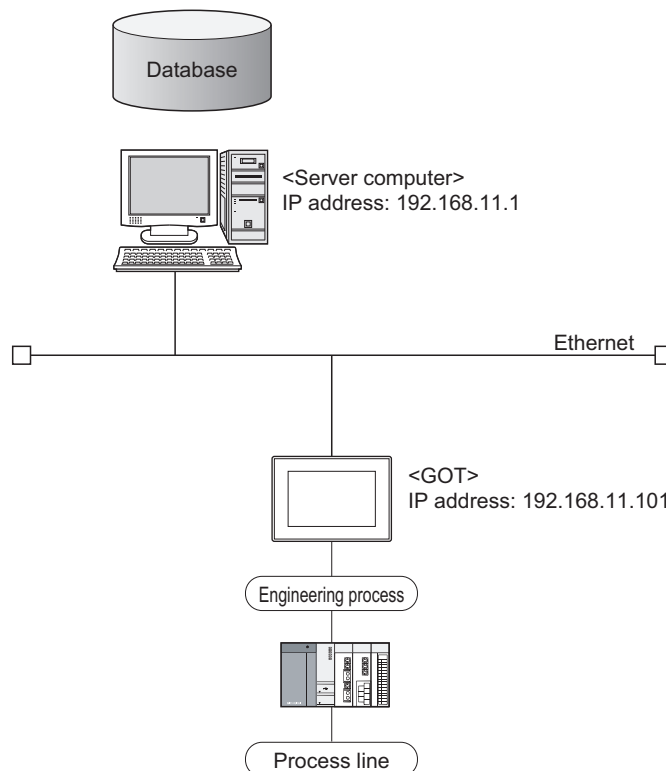 Database
<Server computer>
IP address: 192.168.11.1
Ethernet
<GOT>
IP address: 192.168.11.101
Engineering process
Process line